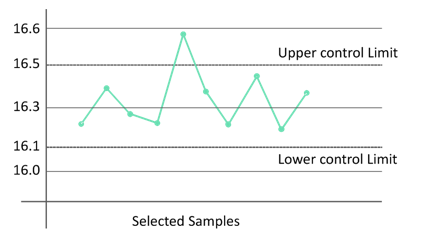 16.6
Upper control Limit
16.5
16.3
16.1
Lower control Limit
16.0
Selected Samples